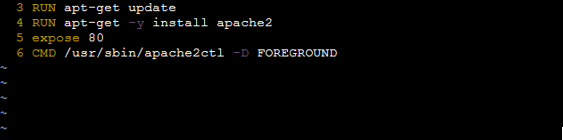 3 RUN apt-get update
4 RUN apt-get -y install apache2
5 expose 80
6 CMD /usr/sbin/apache2ctl -D FOREGROUND
~
~
~
~
~